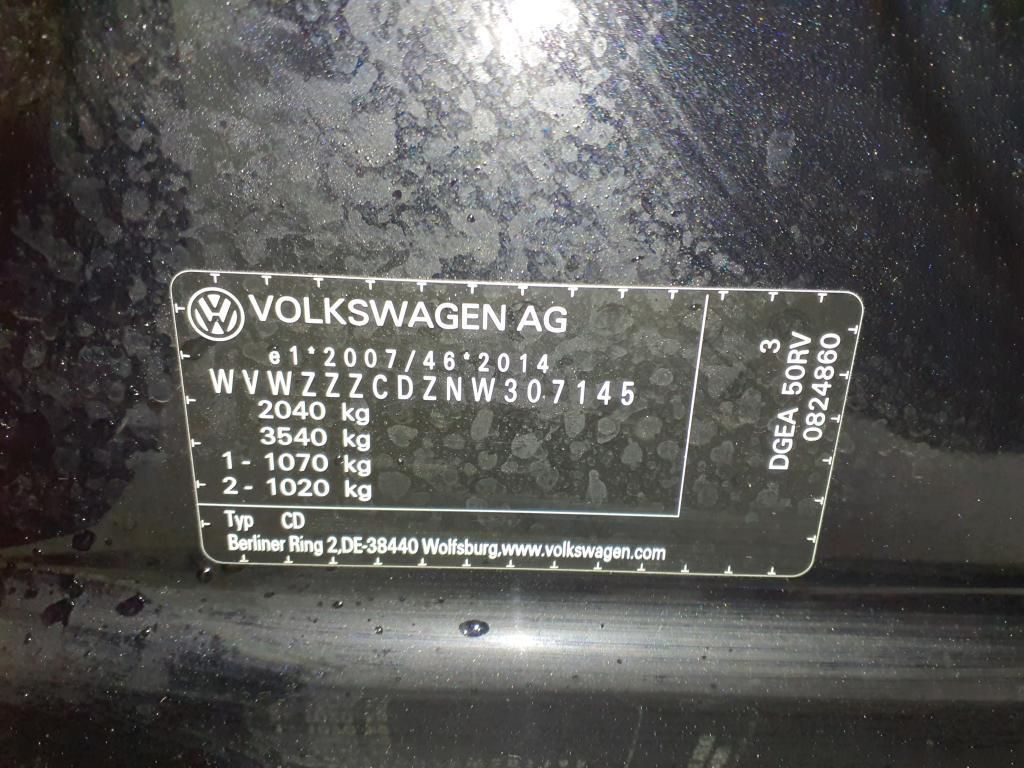 VOLKSWAGEN AG
e1*2007/46*2014
WVWZZZCDZNW307145
2040 kg
3540 kg
1- 1070 kg
2- 1020 kg
Typ CD
Berliner Ring 2,DE-38440 Wolfsburg,www.volkswagen.com
3
DGEA 50RV
0824860